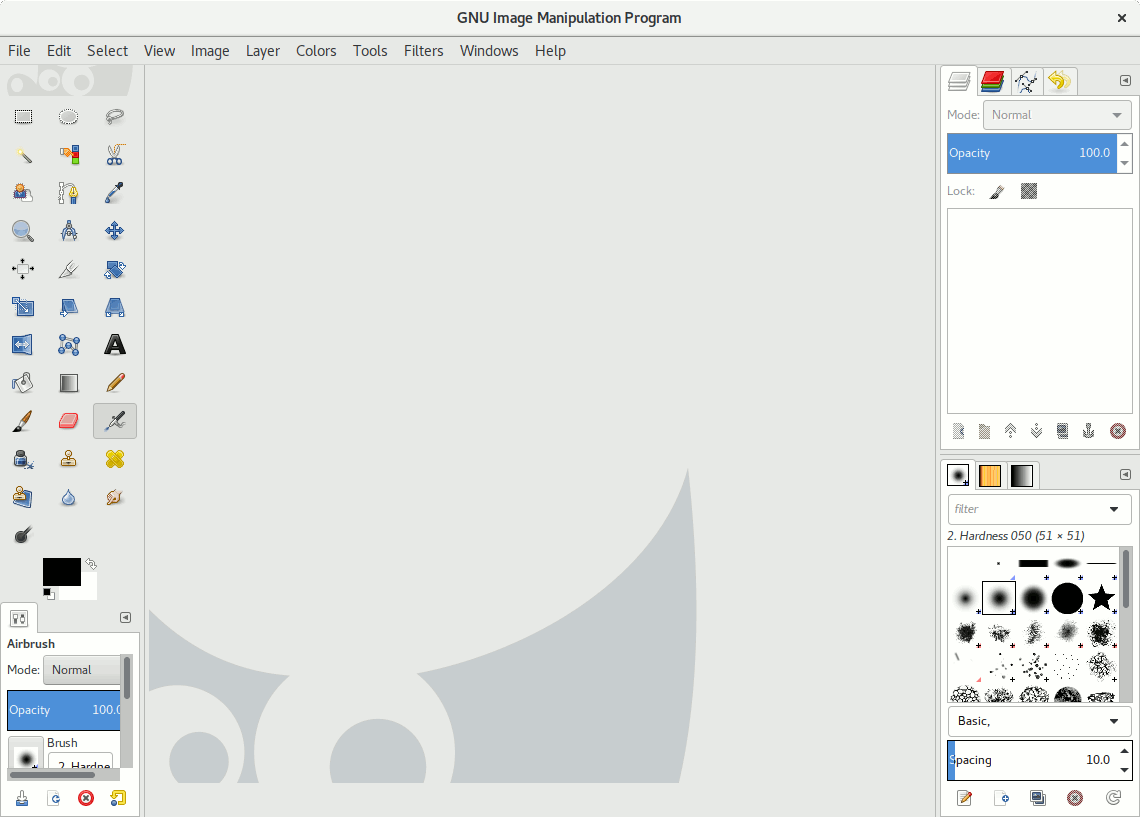 GNU Image Manipulation Program
File Edit Select View Image Layer Colors Tools Filters Windows Help
Mode: Normal
Opacity 100.0
Lock:
filter
2. Hardness 050 (51 × 51)
Basic,
Spacing 10.0
Airbrush
Mode: Normal
Opacity 100.0
Brush
2. Hardne